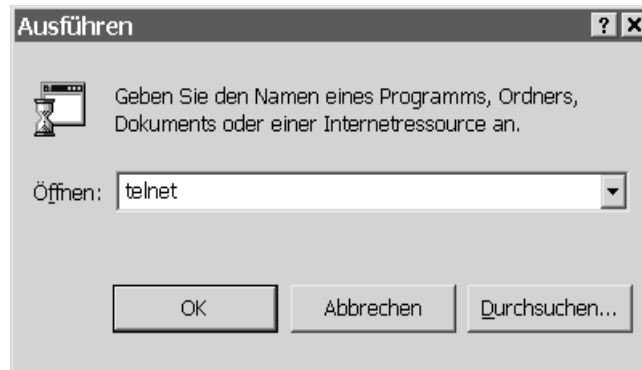 Ausführen
Geben Sie den Namen eines Programms, Ordners,
Dokuments oder einer Internetressource an.
Öffnen: telnet
OK Abbrechen Durchsuchen...